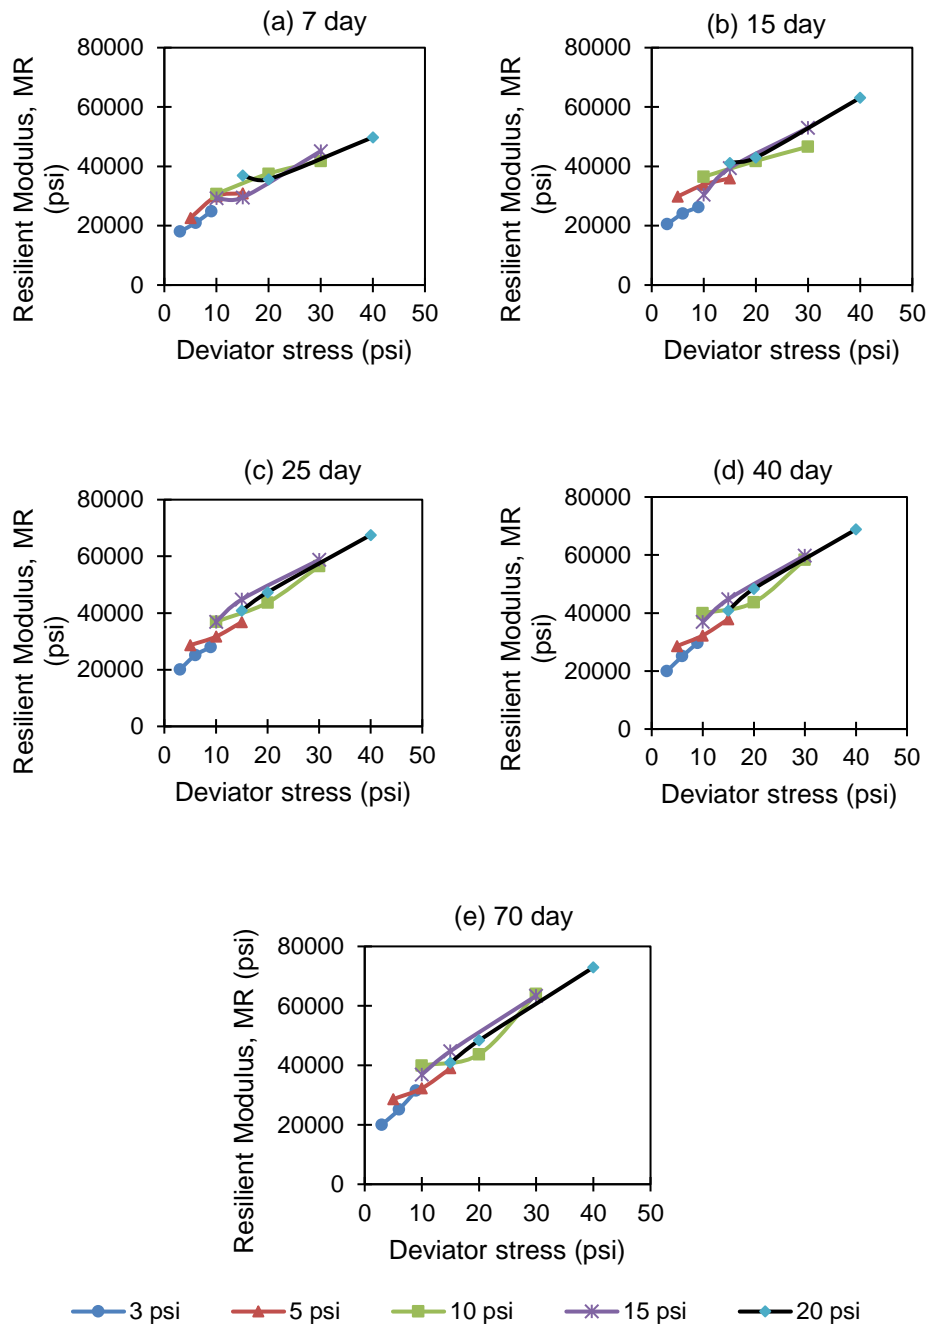 (a) 7 day
Resilient Modulus, MR
(psi)
80000
60000
40000
20000
0
0 10 20 30 40 50
Deviator stress (psi)
(b) 15 day
Resilient Modulus, MR
(psi)
80000
60000
40000
20000
0
0 10 20 30 40 50
Deviator stress (psi)
(c) 25 day
Resilient Modulus, MR
(psi)
80000
60000
40000
20000
0
0 10 20 30 40 50
Deviator stress (psi)
(d) 40 day
Resilient Modulus, MR
(psi)
80000
60000
40000
20000
0
0 10 20 30 40 50
Deviator stress (psi)
(e) 70 day
Resilient Modulus, MR (psi)
80000
60000
40000
20000
0
0 10 20 30 40 50
Deviator stress (psi)
3 psi 5 psi 10 psi 15 psi 20 psi